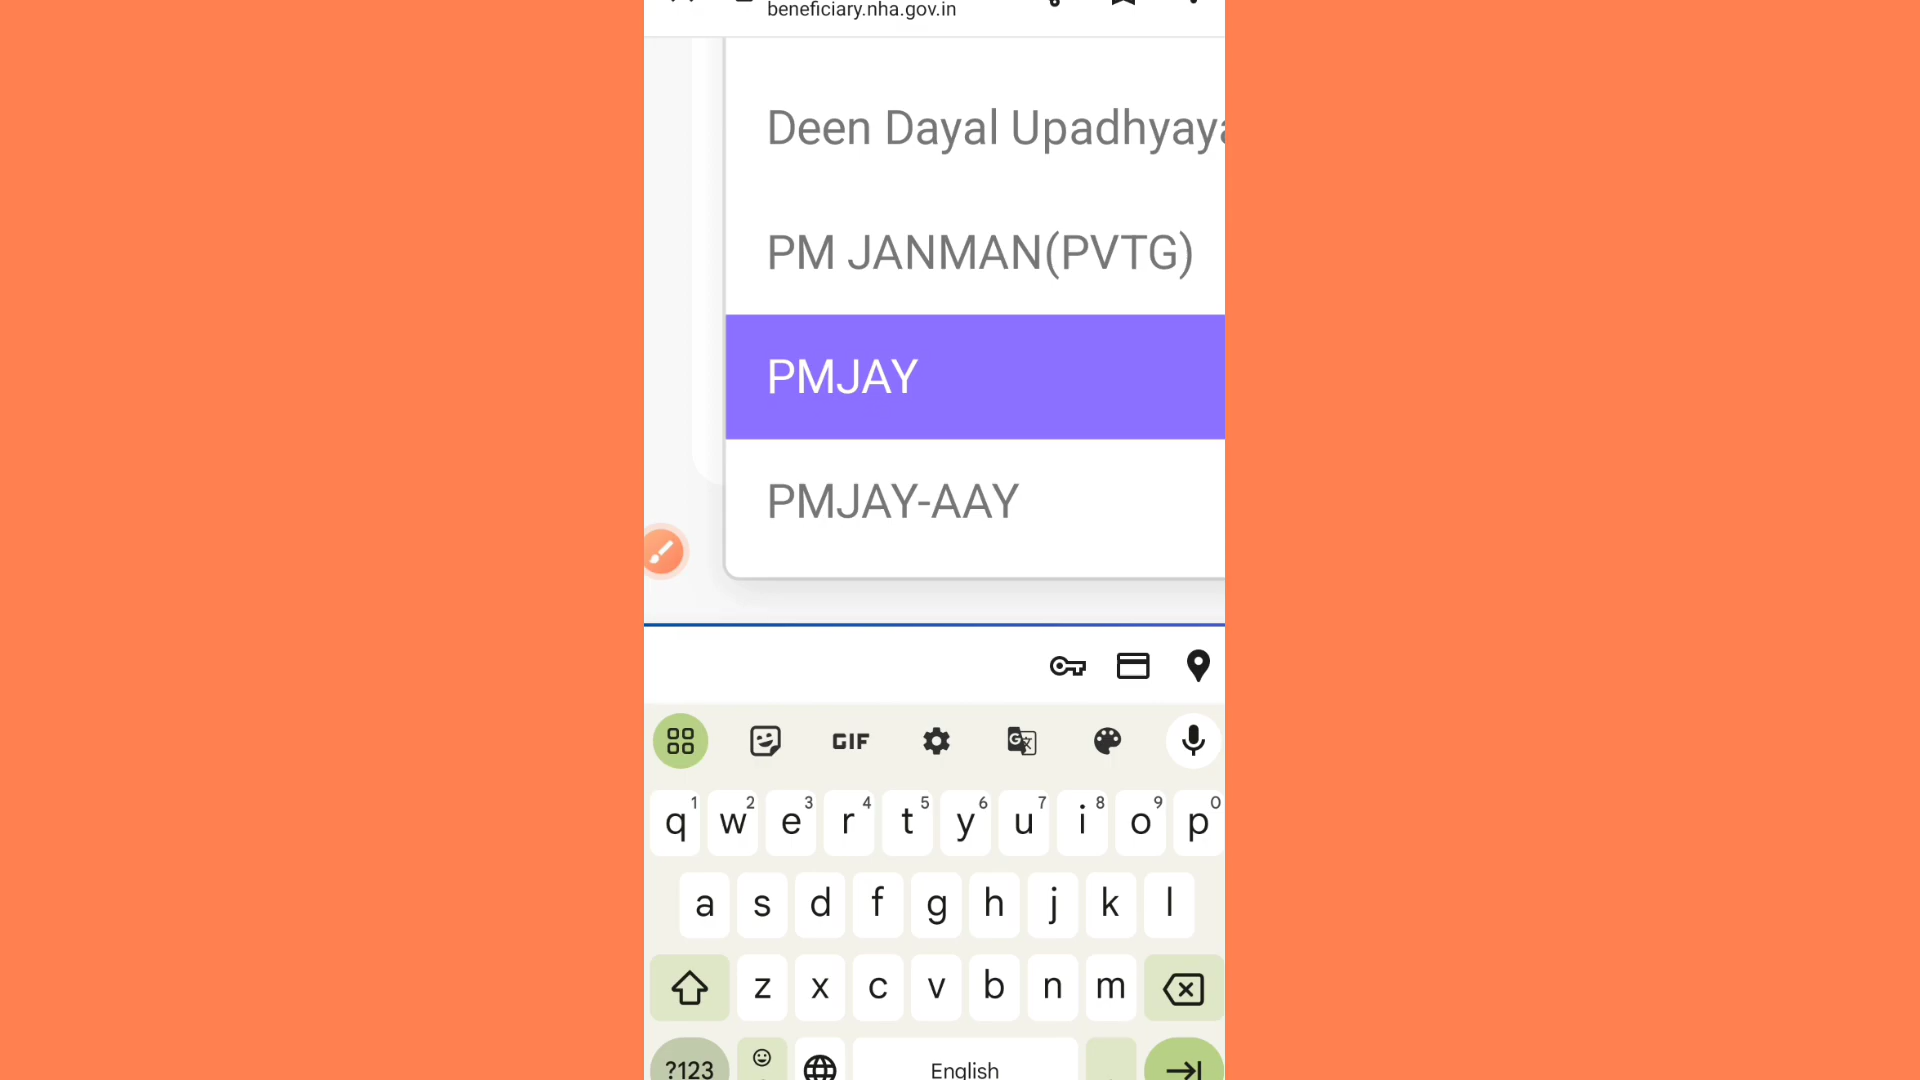 beneficiary.nha.gov.in
Deen Dayal Upadhyaya
PM JANMAN(PVTG)
PMJAY
PMJAY-AAY
GIF
1 2 3 4 5 6 7 8 9 0
q w e r t y u i o p
a s d f g h j k l
z x c v b n m
?123 English